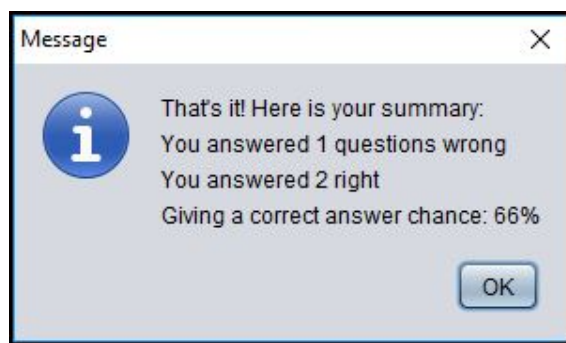 Message
That's it! Here is your summary:
You answered 1 questions wrong
You answered 2 right
Giving a correct answer chance: 66%
OK